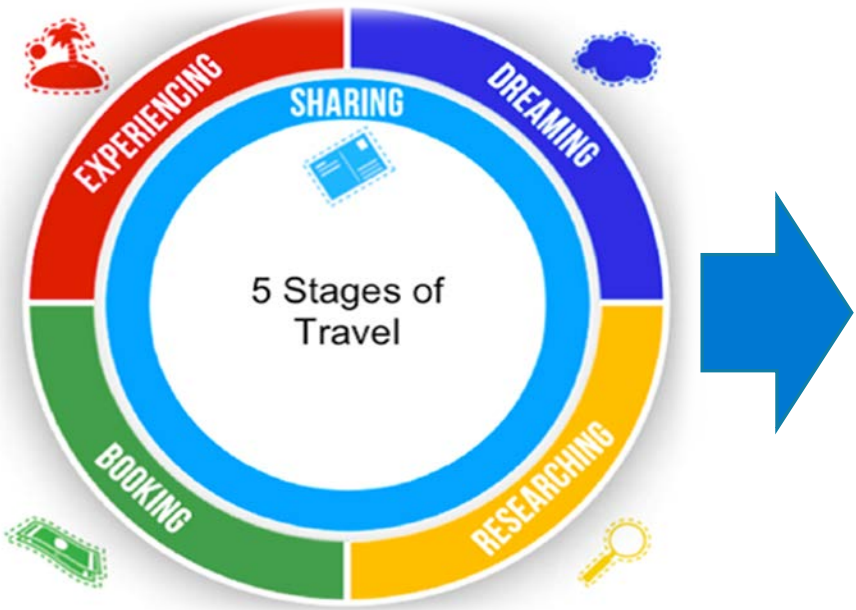 SHARING
DREAMING
RESEARCHING
BOOKING
EXPERIENCING
5 Stages of
Travel